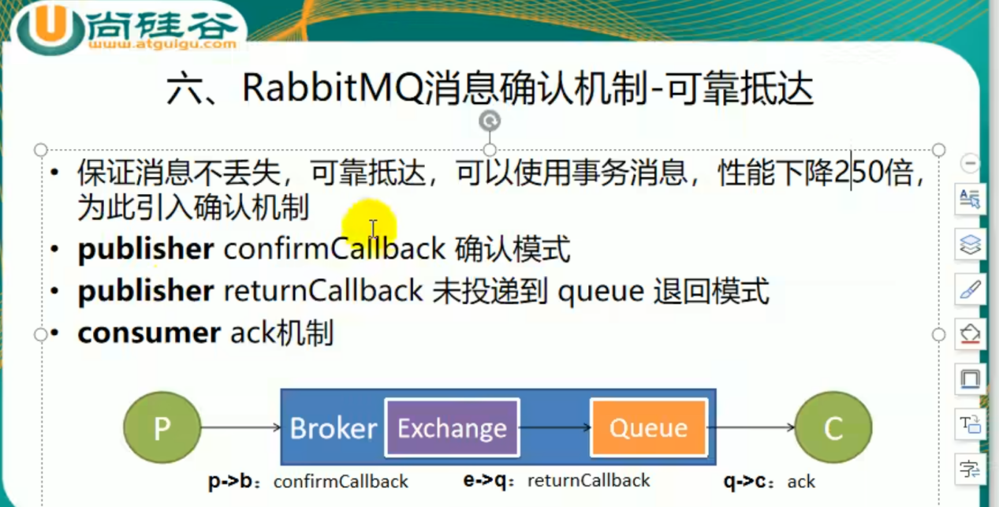 尚硅谷
www.atguigu.com
六、RabbitMQ消息确认机制-可靠抵达
• 保证消息不丢失，可靠抵达，可以使用事务消息，性能下降250倍，
为此引入确认机制
• publisher confirmCallback 确认模式
• publisher returnCallback 未投递到 queue 退回模式
• consumer ack机制
P Broker Exchange Queue C
p->b：confirmCallback e->q：returnCallback q->c：ack